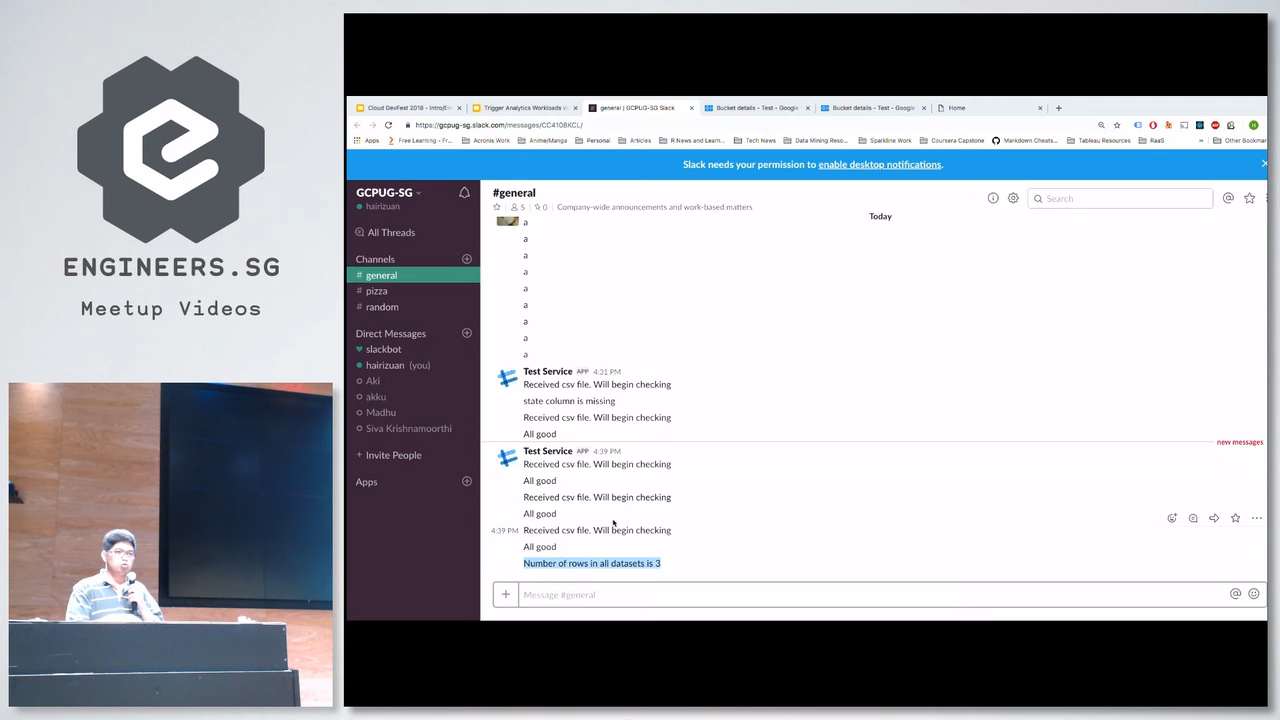 ENGINEERS.SG
Meetup Videos
Cloud DevFest 2018 - Intro/E
Trigger Analytics Workloads v
general | GCPUG-SG Slack
Bucket details - Test - Google
Bucket details - Test - Google
Home
https://gcpug-sg.slack.com/messages/CC4108KCL/
Apps
Free Learning - Fr...
Acronis Work
Anime/Manga
Personal
Articles
R News and Learn...
Tech News
Data Mining Reso...
Sparkline Work
Coursera Capstone
Markdown Cheats...
Tableau Resources
RaaS
»
Other Bookmar
Slack needs your permission to enable desktop notifications.
GCPUG-SG
hairizuan
All Threads
Channels
# general
# pizza
# random
Direct Messages
slackbot
hairizuan (you)
Aki
akku
Madhu
Siva Krishnamoorthi
+ Invite People
Apps
#general
5
0
Company-wide announcements and work-based matters
Search
Today
a
a
a
a
a
a
a
a
a
Test Service APP 4:31 PM
Received csv file. Will begin checking
state column is missing
Received csv file. Will begin checking
All good
new messages
Test Service APP 4:39 PM
Received csv file. Will begin checking
All good
Received csv file. Will begin checking
All good
4:39 PM Received csv file. Will begin checking
All good
Number of rows in all datasets is 3
Message #general